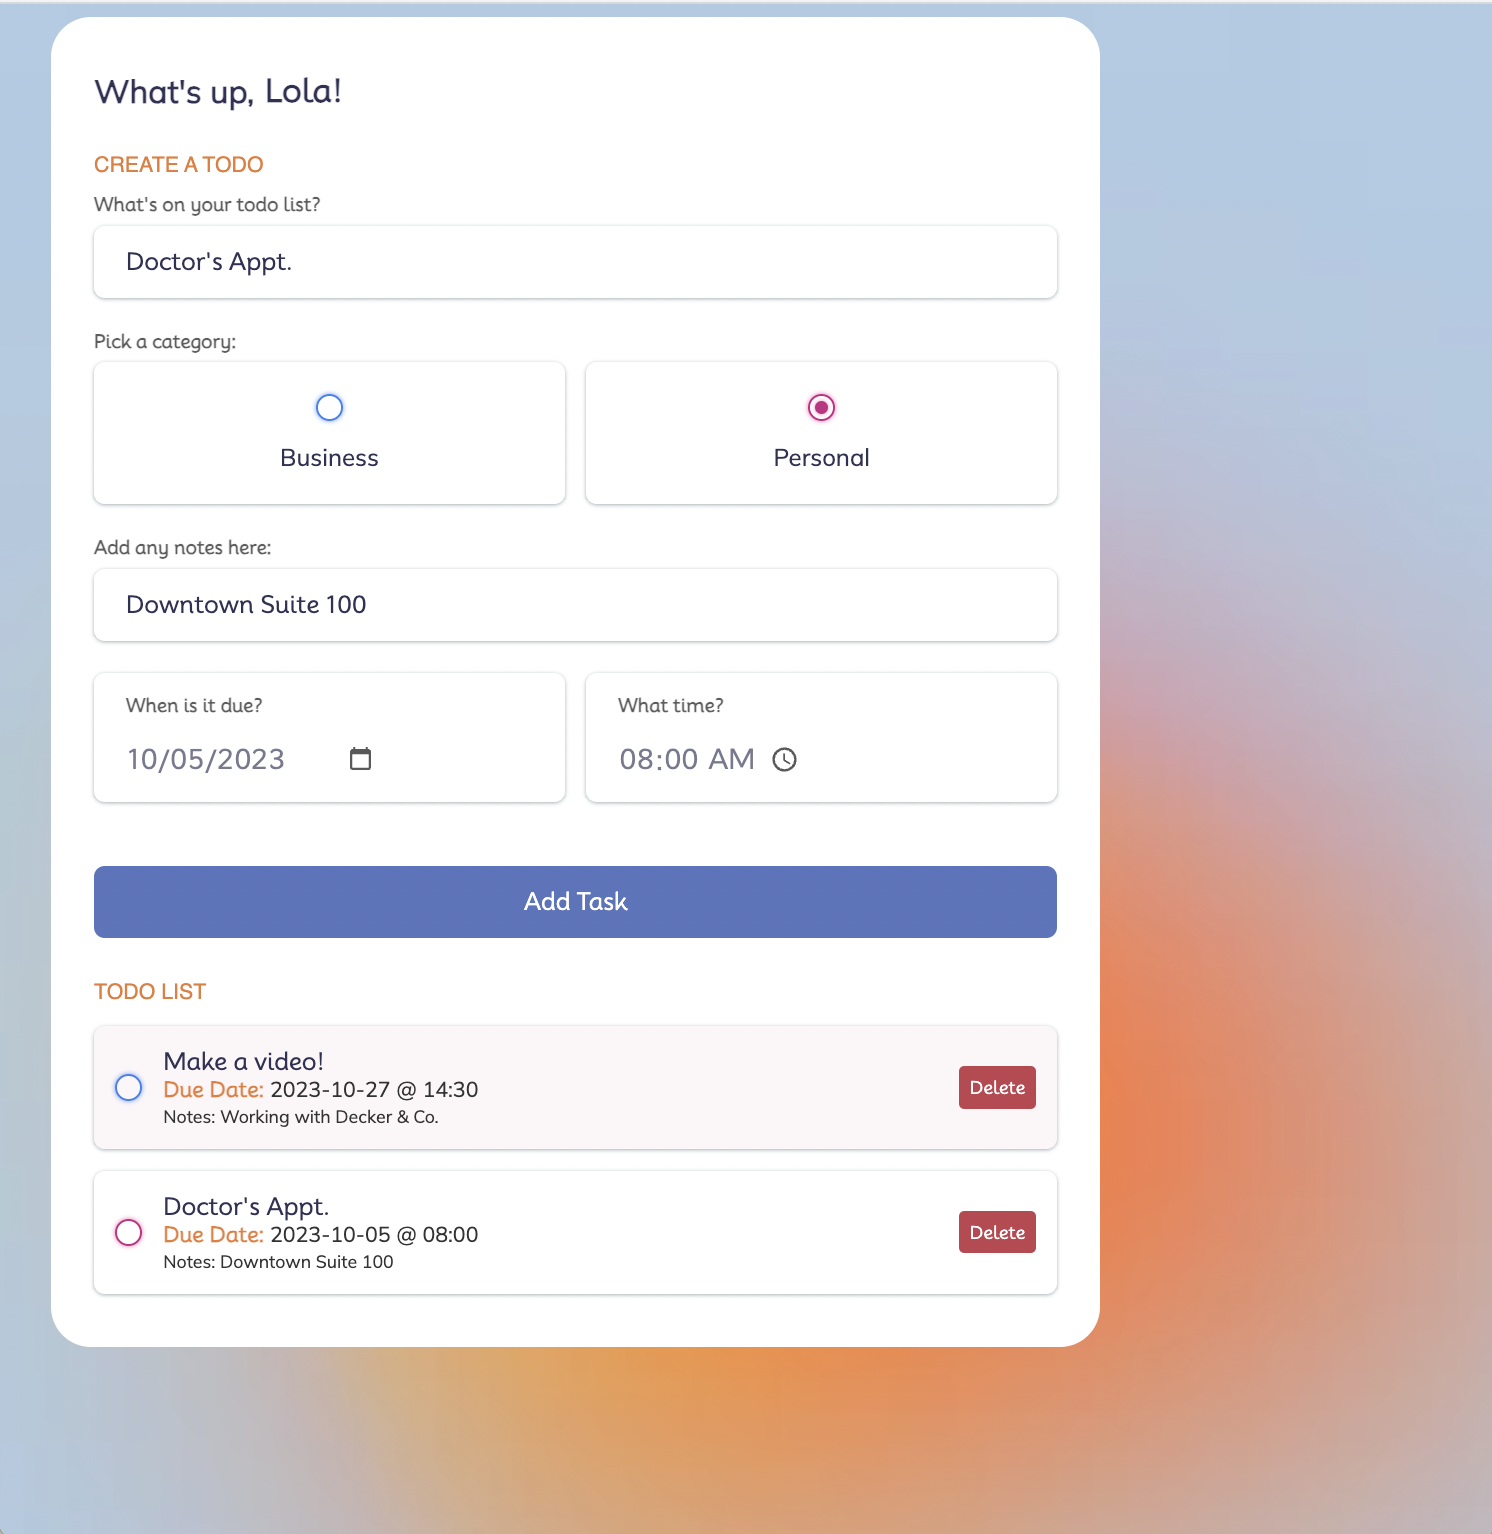 What's up, Lola!
CREATE A TODO
What's on your todo list?
Doctor's Appt.
Pick a category:
Business
Personal
Add any notes here:
Downtown Suite 100
When is it due?
What time?
10/05/2023
08:00 AM
Add Task
TODO LIST
Make a video!
Due Date: 2023-10-27 @ 14:30
Notes: Working with Decker & Co.
Delete
Doctor's Appt.
Due Date: 2023-10-05 @ 08:00
Notes: Downtown Suite 100
Delete